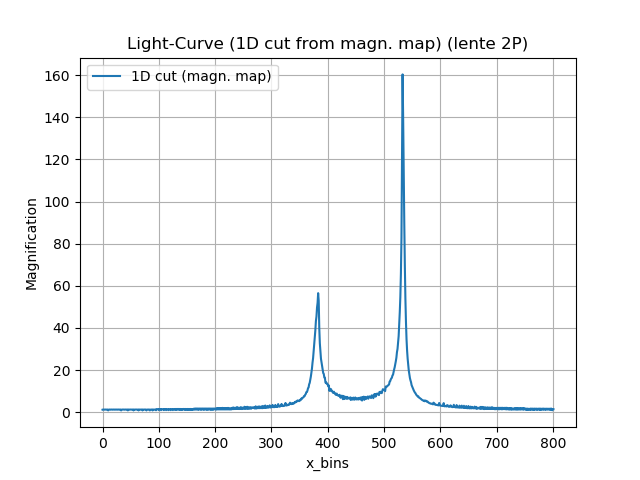 Light-Curve (1D cut from magn. map) (lente 2P)
1D cut (magn. map)
Magnification
160
140
120
100
80
60
40
20
0
0 100 200 300 400 500 600 700 800
x_bins